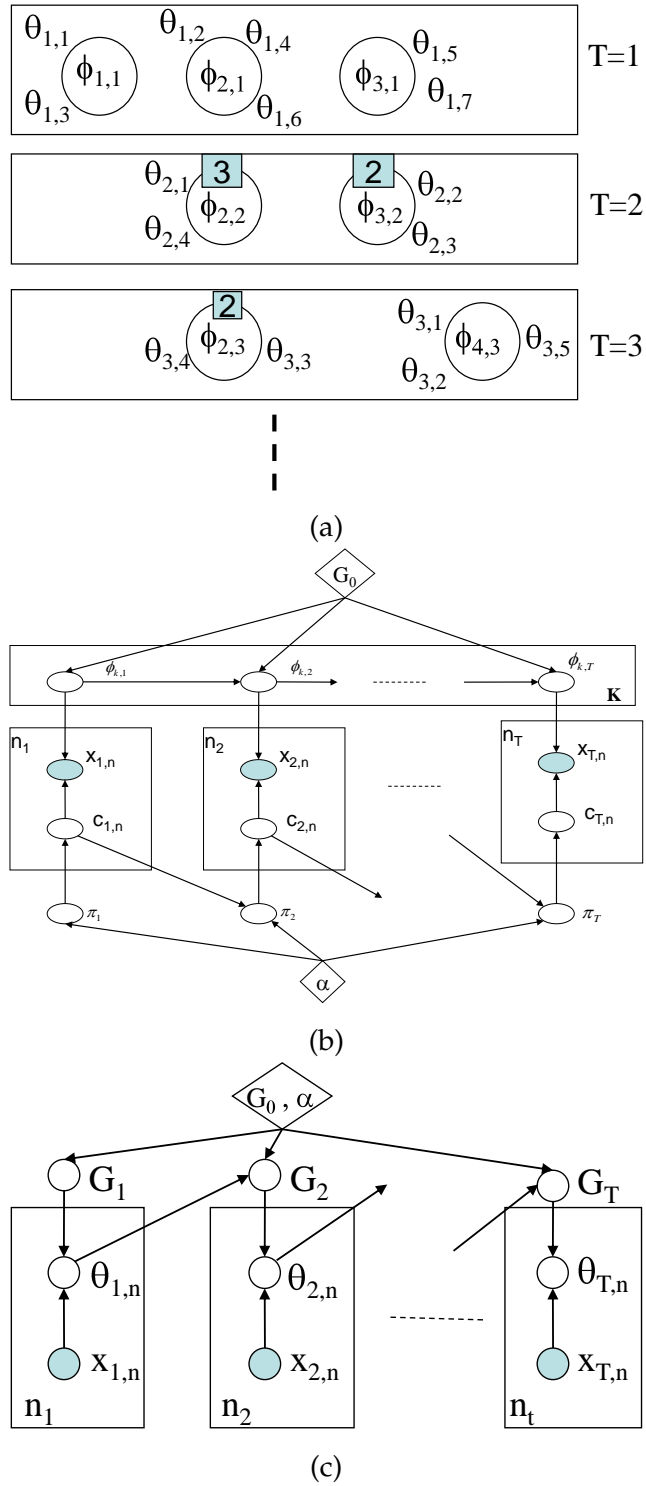 θ1,1 θ1,2 θ1,4 θ1,5
ϕ1,1 ϕ2,1 ϕ3,1 T=1
θ1,3 θ1,6 θ1,7
3 2
θ2,1 ϕ2,2 ϕ3,2 θ2,2 T=2
θ2,4 θ2,3
2
θ3,4 ϕ2,3 θ3,3 θ3,1 ϕ4,3 θ3,5 T=3
θ3,2
(a)
G0
ϕk,1 ϕk,2 ϕk,T
K
n1 x1,n n2 x2,n nT xT,n
c1,n c2,n cT,n
π1 π2 πT
α
(b)
G0 , α
G1 G2 GT
θ1,n θ2,n θT,n
x1,n x2,n xT,n
n1 n2 nt
(c)